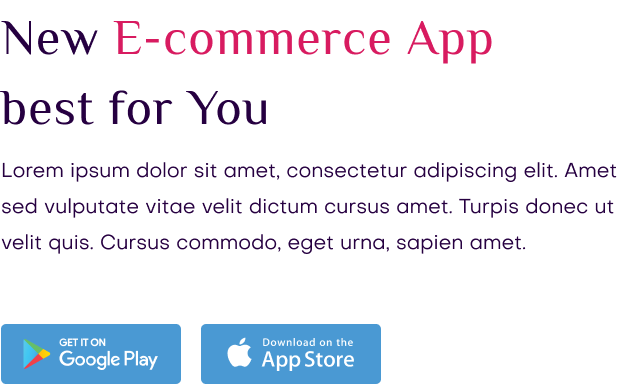 New E-commerce App
best for You
Lorem ipsum dolor sit amet, consectetur adipiscing elit. Amet
sed vulputate vitae velit dictum cursus amet. Turpis donec ut
velit quis. Cursus commodo, eget urna, sapien amet.
GET IT ON
Google Play
Download on the
App Store